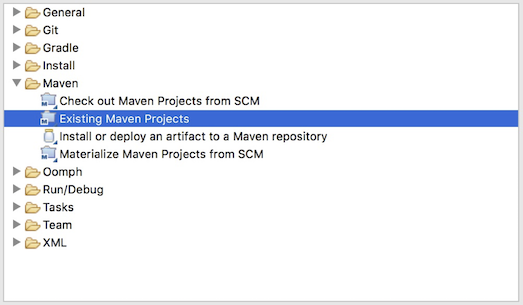 General
Git
Gradle
Install
Maven
Check out Maven Projects from SCM
Existing Maven Projects
Install or deploy an artifact to a Maven repository
Materialize Maven Projects from SCM
Oomph
Run/Debug
Tasks
Team
XML